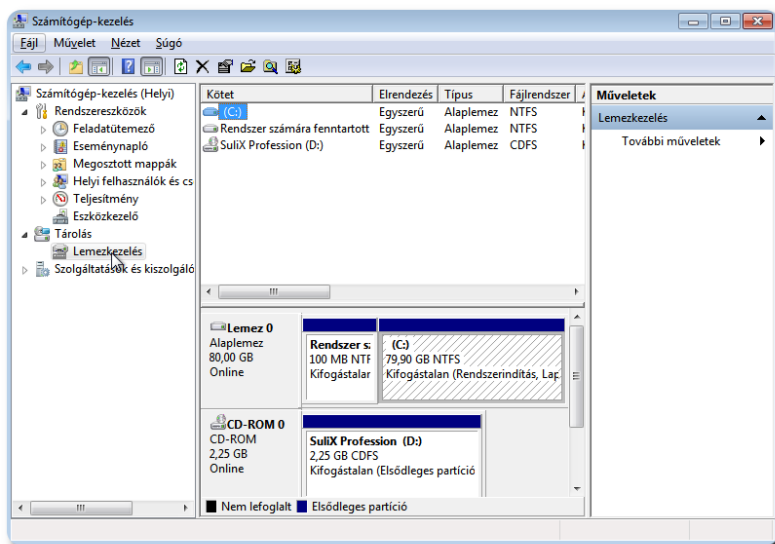 Számítógép-kezelés
Fájl Művelet Nézet Súgó
Számítógép-kezelés (Helyi)
Rendszereszközök
Feladatütemező
Eseménynapló
Megosztott mappák
Helyi felhasználók és cs
Teljesítmény
Eszközkezelő
Tárolás
Lemezkezelés
Szolgáltatások és kiszolgáló
Kötet Elrendezés Típus Fájlrendszer
(C:) Egyszerű Alaplemez NTFS
Rendszer számára fenntartott Egyszerű Alaplemez NTFS
SuliX Profession (D:) Egyszerű Alaplemez CDFS
Lemez 0
Alaplemez
80,00 GB
Online
Rendszer s:
100 MB NTF
Kifogástalar
(C:)
79,90 GB NTFS
Kifogástalan (Rendszerindítás, Lap
CD-ROM 0
CD-ROM
2,25 GB
Online
SuliX Profession (D:)
2,25 GB CDFS
Kifogástalan (Elsődleges partíció
Nem lefoglalt Elsődleges partíció
Műveletek
Lemezkezelés
További műveletek